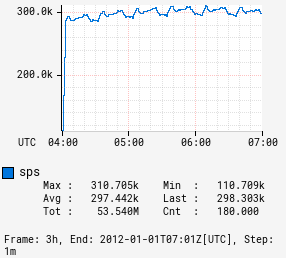 300.0k
200.0k
UTC 04:00 05:00 06:00 07:00
sps
Max : 310.705k Min : 110.709k
Avg : 297.442k Last : 298.303k
Tot : 53.540M Cnt : 180.000
Frame: 3h, End: 2012-01-01T07:01Z[UTC], Step:
1m